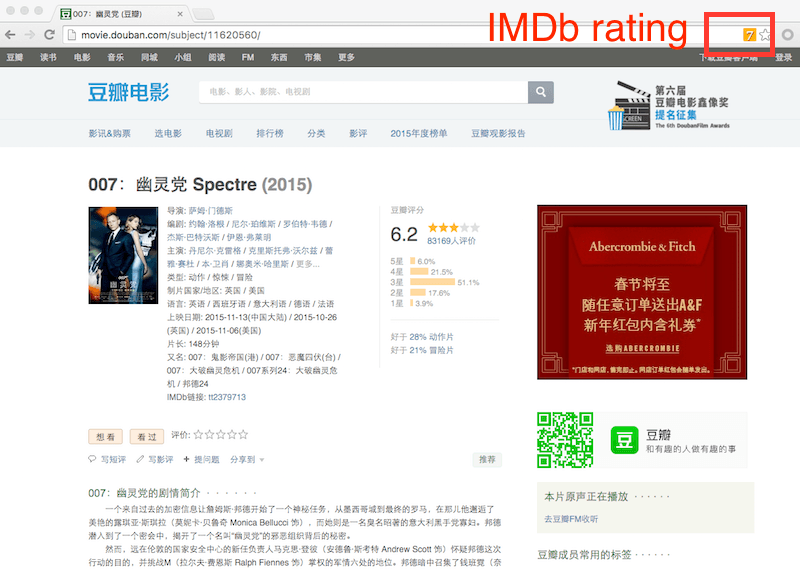 007：幽灵党 (豆瓣)
IMDb rating
movie.douban.com/subject/11620560/
7
豆瓣 读书 电影 音乐 同城 小组 阅读 FM 东西 市集 更多 下载豆瓣客户端 登录
豆瓣电影
电影、影人、影院、电视剧
第六届
豆瓣电影鑫像奖
提名征集
The 6th DoubanFilm Awards
SCREEN
影讯&购票 选电影 电视剧 排行榜 分类 影评 2015年度榜单 豆瓣观影报告
007：幽灵党 Spectre (2015)
导演: 萨姆·门德斯
编剧: 约翰·洛根 / 尼尔·珀维斯 / 罗伯特·韦德 /
杰斯·巴特沃斯 / 伊恩·弗莱明
主演: 丹尼尔·克雷格 / 克里斯托弗·沃尔兹 / 蕾
雅·赛杜 / 本·卫肖 / 娜奥米·哈里斯 / 更多...
类型: 动作 / 惊悚 / 冒险
制片国家/地区: 英国 / 美国
语言: 英语 / 西班牙语 / 意大利语 / 德语 / 法语
上映日期: 2015-11-13(中国大陆) / 2015-10-26
(英国) / 2015-11-06(美国)
片长: 148分钟
又名: 007：鬼影帝国(港) / 007：恶魔四伏(台) /
007：大破幽灵危机 / 007系列24：大破幽灵危
机 / 邦德24
IMDb链接: tt2379713
豆瓣评分
6.2
83169人评价
5星 6.0%
4星 21.5%
3星 51.1%
2星 17.6%
1星 3.9%
好于 28% 动作片
好于 21% 冒险片
Abercrombie & Fitch
春节将至
随任意订单送出A&F
新年红包内含礼券*
选购ABERCROMBIE
*门店和网店，售完即止。网店订单红包会随单发出。
想看 看过 评价:
写短评 写影评 + 提问题 分享到 推荐
豆
豆瓣
和有趣的人做有趣的事
007：幽灵党的剧情简介 · · · · · ·
一个来自过去的加密信息让詹姆斯·邦德开始了一个神秘任务，从墨西哥城到最终的罗马，在那儿他邂逅了
美艳的露琪亚·斯琪拉（莫妮卡·贝鲁奇 Monica Bellucci 饰），而她则是一名臭名昭著的意大利黑手党寡妇。邦德
潜入到了一个密会中，揭开了一个名叫“幽灵党”的邪恶组织背后的秘密。
然而，远在伦敦的国家安全中心的新任负责人马克思·登彼（安德鲁·斯考特 Andrew Scott 饰）怀疑邦德这次
行动的目的，并挑战M（拉尔夫·费恩斯 Ralph Fiennes 饰）掌权的军情六处的地位。邦德暗中召集了钱班霓（奈
本片原声正在播放 · · · · · ·
去豆瓣FM收听
豆瓣成员常用的标签 · · · · · ·